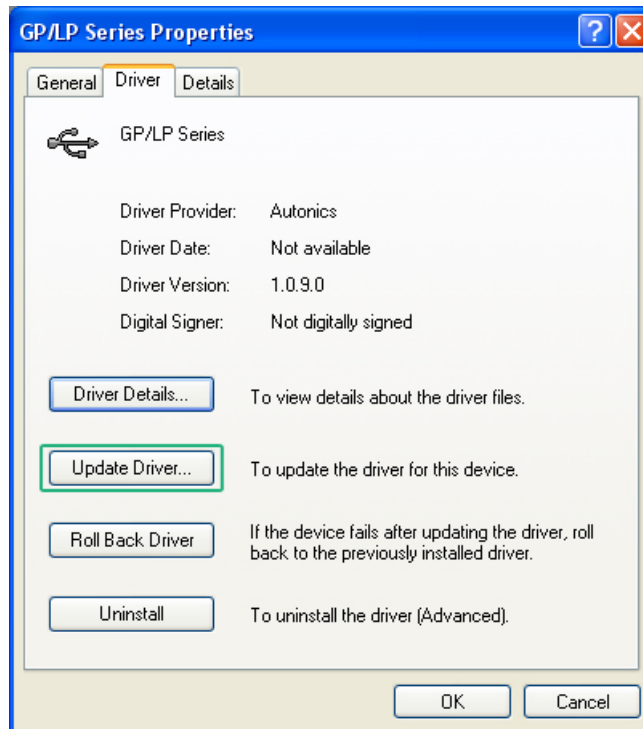 GP/LP Series Properties
General Driver Details
GP/LP Series
Driver Provider: Autonics
Driver Date: Not available
Driver Version: 1.0.9.0
Digital Signer: Not digitally signed
Driver Details... To view details about the driver files.
Update Driver... To update the driver for this device.
Roll Back Driver If the device fails after updating the driver, roll
back to the previously installed driver.
Uninstall To uninstall the driver (Advanced).
OK Cancel